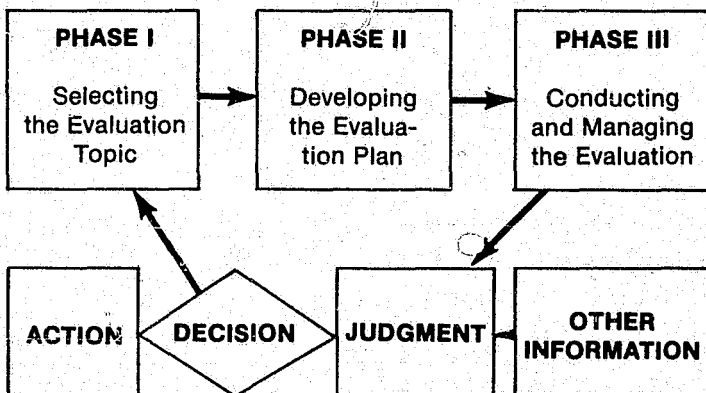 PHASE I
Selecting
the Evaluation
Topic
PHASE II
Developing
the Evalua-
tion Plan
PHASE III
Conducting
and Managing
the Evaluation
ACTION
DECISION
JUDGMENT
OTHER
INFORMATION